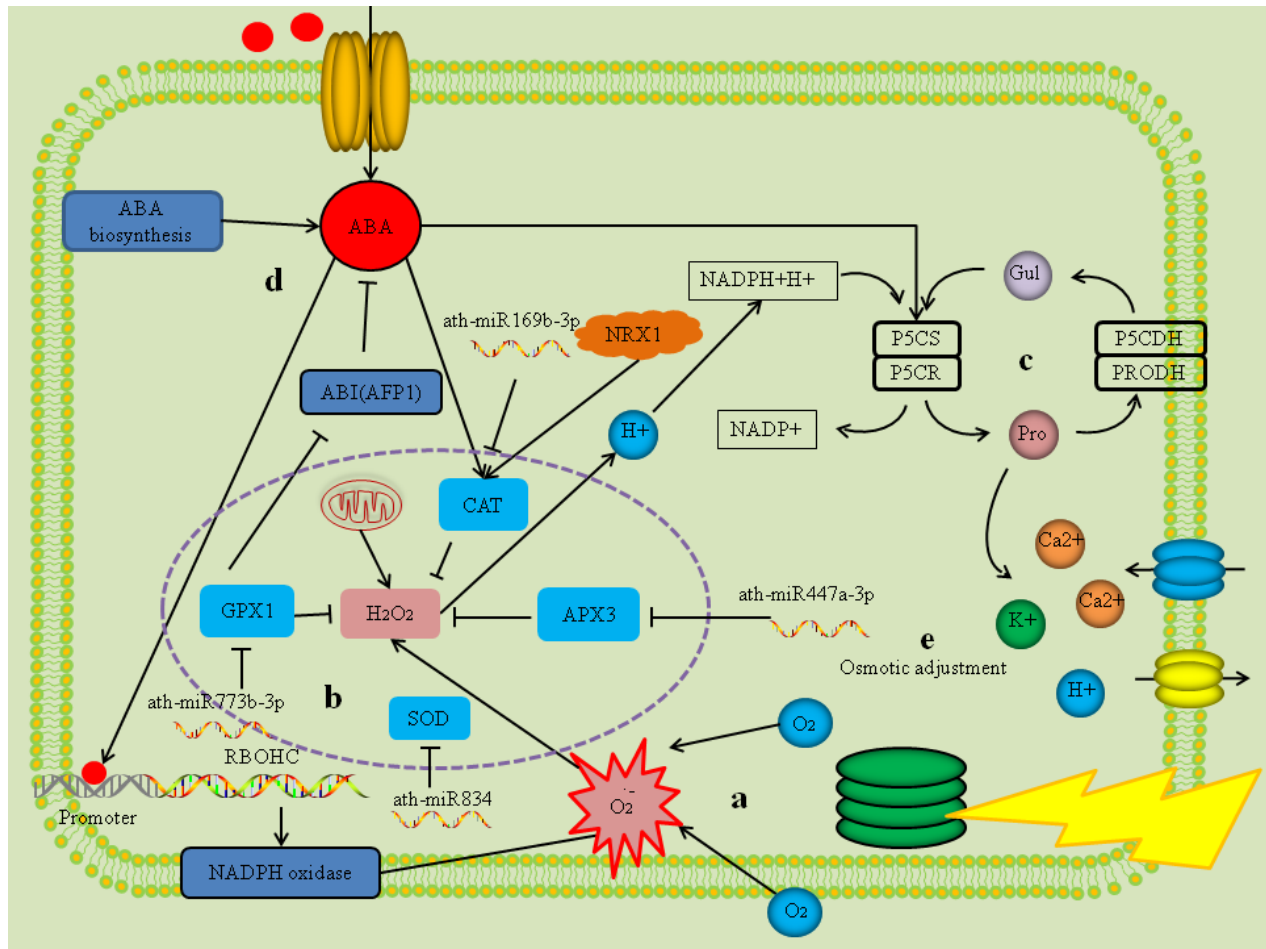 ABA
biosynthesis
ABA
d
NADPH+H+
Gul
ath-miR169b-3p
NRX1
P5CS
P5CR
c
P5CDH
PRODH
ABI(AFP1)
H+
NADP+
Pro
CAT
Ca2+
Ca2+
GPX1
H2O2
APX3
ath-miR447a-3p
K+
e
Osmotic adjustment
H+
ath-miR773b-3p
b
SOD
O2
RBOHC
Promoter
ath-miR834
O2
a
NADPH oxidase
O2